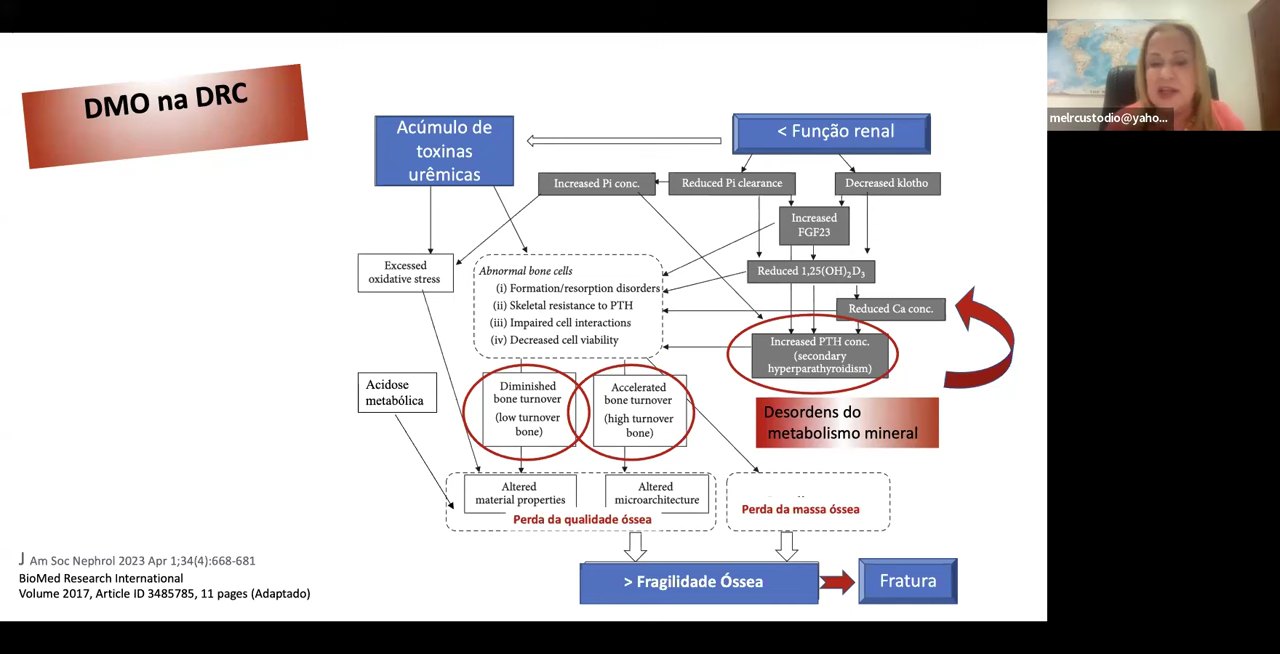 DMO na DRC
Acúmulo de
toxinas
urêmicas
< Função renal
Increased Pi conc.
Reduced Pi clearance
Decreased klotho
Increased
FGF23
Excessed
oxidative stress
Abnormal bone cells
(i) Formation/resorption disorders
(ii) Skeletal resistance to PTH
(iii) Impaired cell interactions
(iv) Decreased cell viability
Reduced 1,25(OH)₂D₃
Reduced Ca conc.
Increased PTH conc.
(secondary
hyperparathyroidism)
Acidose
metabólica
Diminished
bone turnover
(low turnover
bone)
Accelerated
bone turnover
(high turnover
bone)
Desordens do
metabolismo mineral
Altered
material properties
Altered
microarchitecture
Perda da qualidade óssea
Perda da massa óssea
> Fragilidade Óssea
Fratura
J Am Soc Nephrol 2023 Apr 1;34(4):668-681
BioMed Research International
Volume 2017, Article ID 3485785, 11 pages (Adaptado)
melrcustodio@yaho...